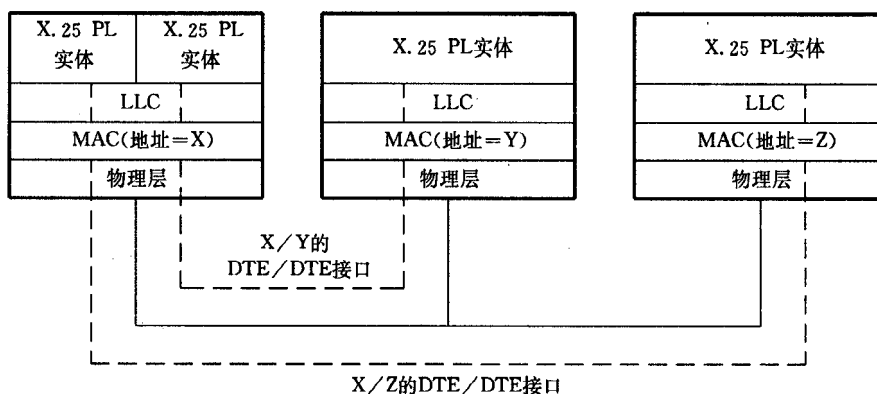 X. 25 PL
实体
X. 25 PL
实体
LLC
MAC(地址=X)
物理层
X. 25 PL实体
LLC
MAC(地址=Y)
物理层
X. 25 PL实体
LLC
MAC(地址=Z)
物理层
X/Y的
DTE/DTE接口
X/Z的DTE/DTE接口